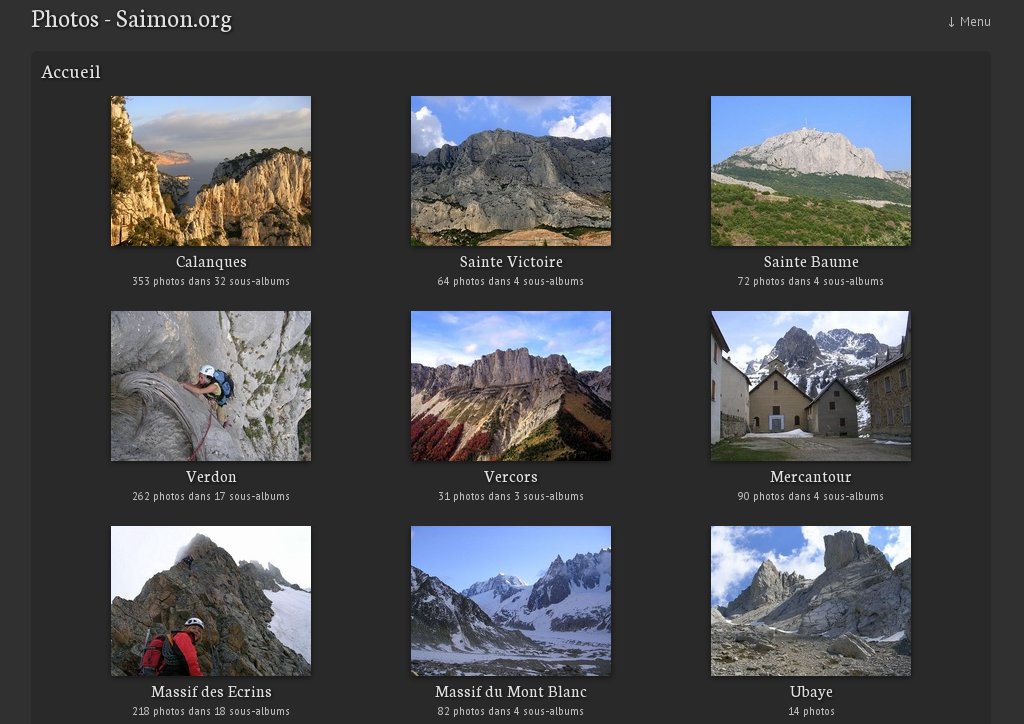 Photos - Saimon.org
↓ Menu
Accueil
Calanques
353 photos dans 32 sous-albums
Sainte Victoire
64 photos dans 4 sous-albums
Sainte Baume
72 photos dans 4 sous-albums
Verdon
262 photos dans 17 sous-albums
Vercors
31 photos dans 3 sous-albums
Mercantour
90 photos dans 4 sous-albums
Massif des Ecrins
218 photos dans 18 sous-albums
Massif du Mont Blanc
82 photos dans 4 sous-albums
Ubaye
14 photos